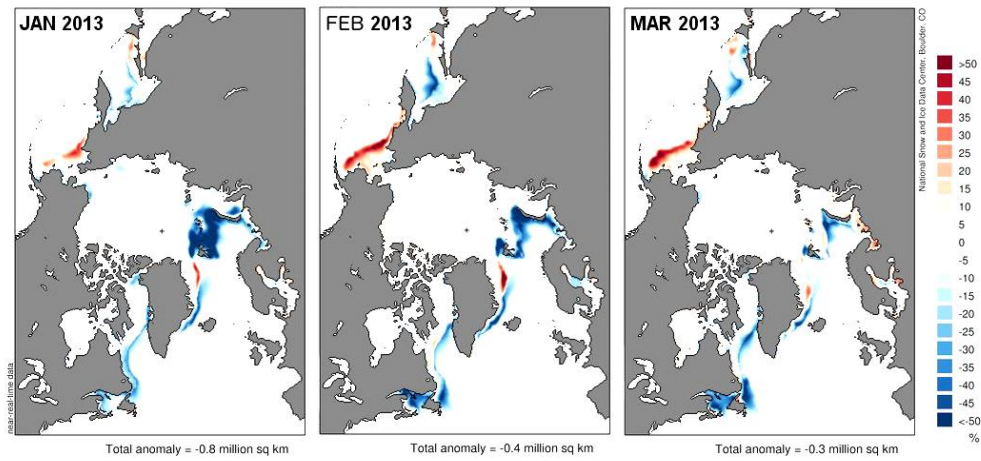 JAN 2013
FEB 2013
MAR 2013
National Snow and Ice Data Center, Boulder, CO
>50
45
40
35
30
25
20
15
10
5
0
-5
-10
-15
-20
-25
-30
-35
-40
-45
<-50
%
near-real-time data
Total anomaly = -0.8 million sq km
Total anomaly = -0.4 million sq km
Total anomaly = -0.3 million sq km